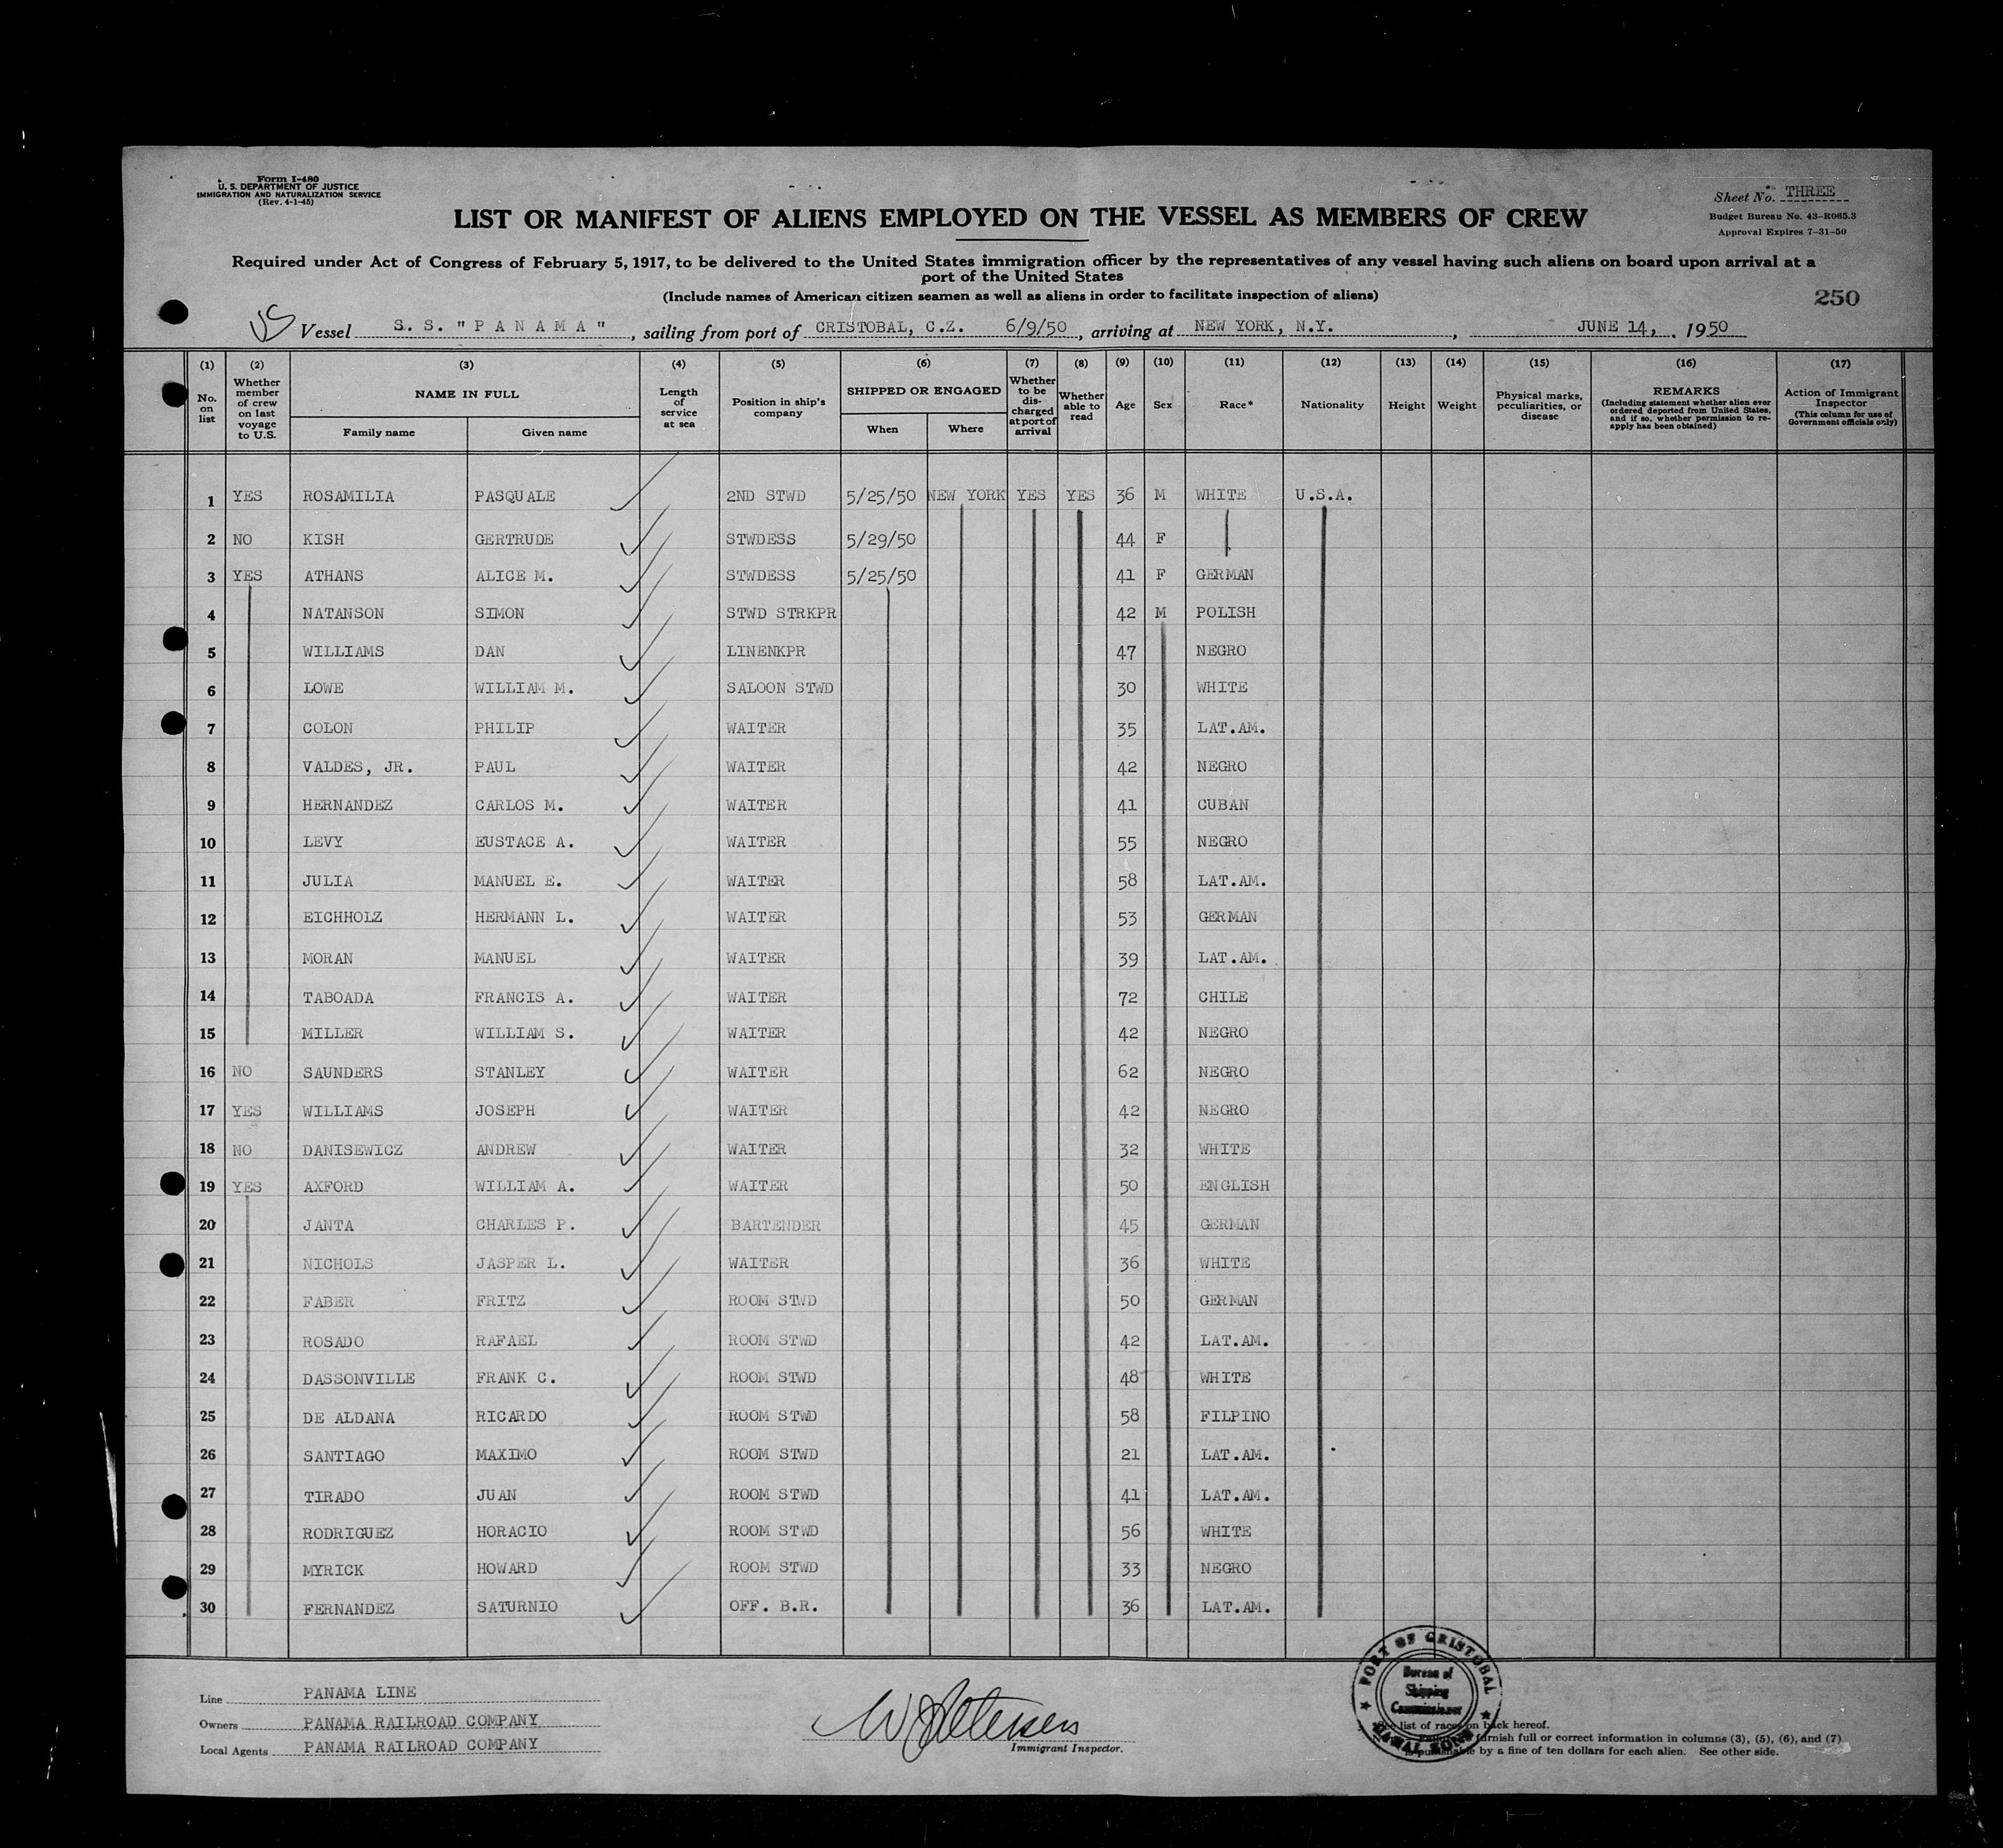 Form I-480
U. S. DEPARTMENT OF JUSTICE
IMMIGRATION AND NATURALIZATION SERVICE
(Rev. 4-1-45)
Sheet No. THREE
Budget Bureau No. 43-R065.3
Approval Expires 7-31-50
LIST OR MANIFEST OF ALIENS EMPLOYED ON THE VESSEL AS MEMBERS OF CREW
Required under Act of Congress of February 5, 1917, to be delivered to the United States immigration officer by the representatives of any vessel having such aliens on board upon arrival at a
port of the United States
(Include names of American citizen seamen as well as aliens in order to facilitate inspection of aliens)
250
Vessel S. S. "P A N A M A", sailing from port of CRISTOBAL, C.Z. 6/9/50, arriving at NEW YORK, N.Y., JUNE 14, 1950
(1) (2) (3) (4) (5) (6) (7) (8) (9) (10) (11) (12) (13) (14) (15) (16) (17)
No. on list
Whether member of crew on last voyage to U.S.
NAME IN FULL
Family name
Given name
Length of service at sea
Position in ship's company
SHIPPED OR ENGAGED
When
Where
Whether to be discharged at port of arrival
Whether able to read
Age
Sex
Race*
Nationality
Height
Weight
Physical marks, peculiarities, or disease
REMARKS
(Including statement whether alien ever ordered deported from United States, and if so, whether permission to re-apply has been obtained)
Action of Immigrant Inspector
(This column for use of Government officials only)
1 YES ROSAMILIA PASQUALE 2ND STWD 5/25/50 NEW YORK YES YES 36 M WHITE U.S.A.
2 NO KISH GERTRUDE STWDESS 5/29/50 44 F
3 YES ATHANS ALICE M. STWDESS 5/25/50 41 F GERMAN
4 NATANSON SIMON STWD STRKPR 42 M POLISH
5 WILLIAMS DAN LINENKPR 47 NEGRO
6 LOWE WILLIAM M. SALOON STWD 30 WHITE
7 COLON PHILIP WAITER 35 LAT.AM.
8 VALDES, JR. PAUL WAITER 42 NEGRO
9 HERNANDEZ CARLOS M. WAITER 41 CUBAN
10 LEVY EUSTACE A. WAITER 55 NEGRO
11 JULIA MANUEL E. WAITER 58 LAT.AM.
12 EICHHOLZ HERMANN L. WAITER 53 GERMAN
13 MORAN MANUEL WAITER 39 LAT.AM.
14 TABOADA FRANCIS A. WAITER 72 CHILE
15 MILLER WILLIAM S. WAITER 42 NEGRO
16 NO SAUNDERS STANLEY WAITER 62 NEGRO
17 YES WILLIAMS JOSEPH WAITER 42 NEGRO
18 NO DANISEWICZ ANDREW WAITER 32 WHITE
19 YES AXFORD WILLIAM A. WAITER 50 ENGLISH
20 JANTA CHARLES P. BARTENDER 45 GERMAN
21 NICHOLS JASPER L. WAITER 36 WHITE
22 FABER FRITZ ROOM STWD 50 GERMAN
23 ROSADO RAFAEL ROOM STWD 42 LAT.AM.
24 DASSONVILLE FRANK C. ROOM STWD 48 WHITE
25 DE ALDANA RICARDO ROOM STWD 58 FILPINO
26 SANTIAGO MAXIMO ROOM STWD 21 LAT.AM.
27 TIRADO JUAN ROOM STWD 41 LAT.AM.
28 RODRIGUEZ HORACIO ROOM STWD 56 WHITE
29 MYRICK HOWARD ROOM STWD 33 NEGRO
30 FERNANDEZ SATURNIO OFF. B.R. 36 LAT.AM.
Line PANAMA LINE
Owners PANAMA RAILROAD COMPANY
Local Agents PANAMA RAILROAD COMPANY
Immigrant Inspector.
PORT OF CRISTOBAL
Bureau of
Shipping
Commissioner
list of races on back hereof.
furnish full or correct information in columns (3), (5), (6), and (7)
by a fine of ten dollars for each alien. See other side.